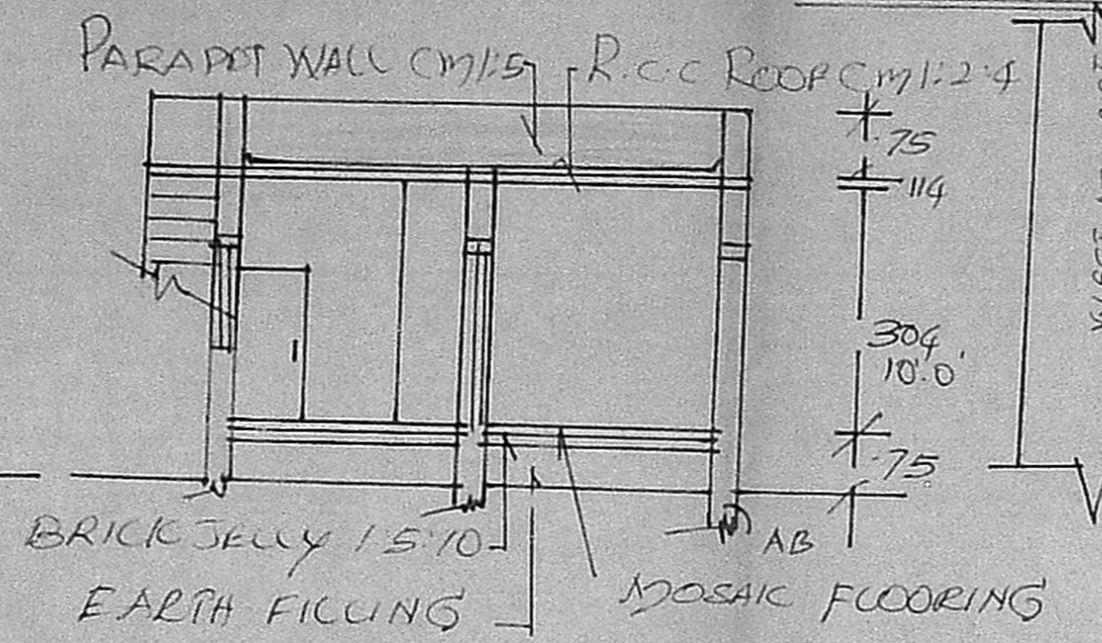 PARAPOT WALL CM 1:5
R.C.C ROOF CM 1:2:4
.75
.114
304
10'.0'
.75
BRICK JELLY 1:5:10
AB
EARTH FILLING
MOSAIC FLOORING